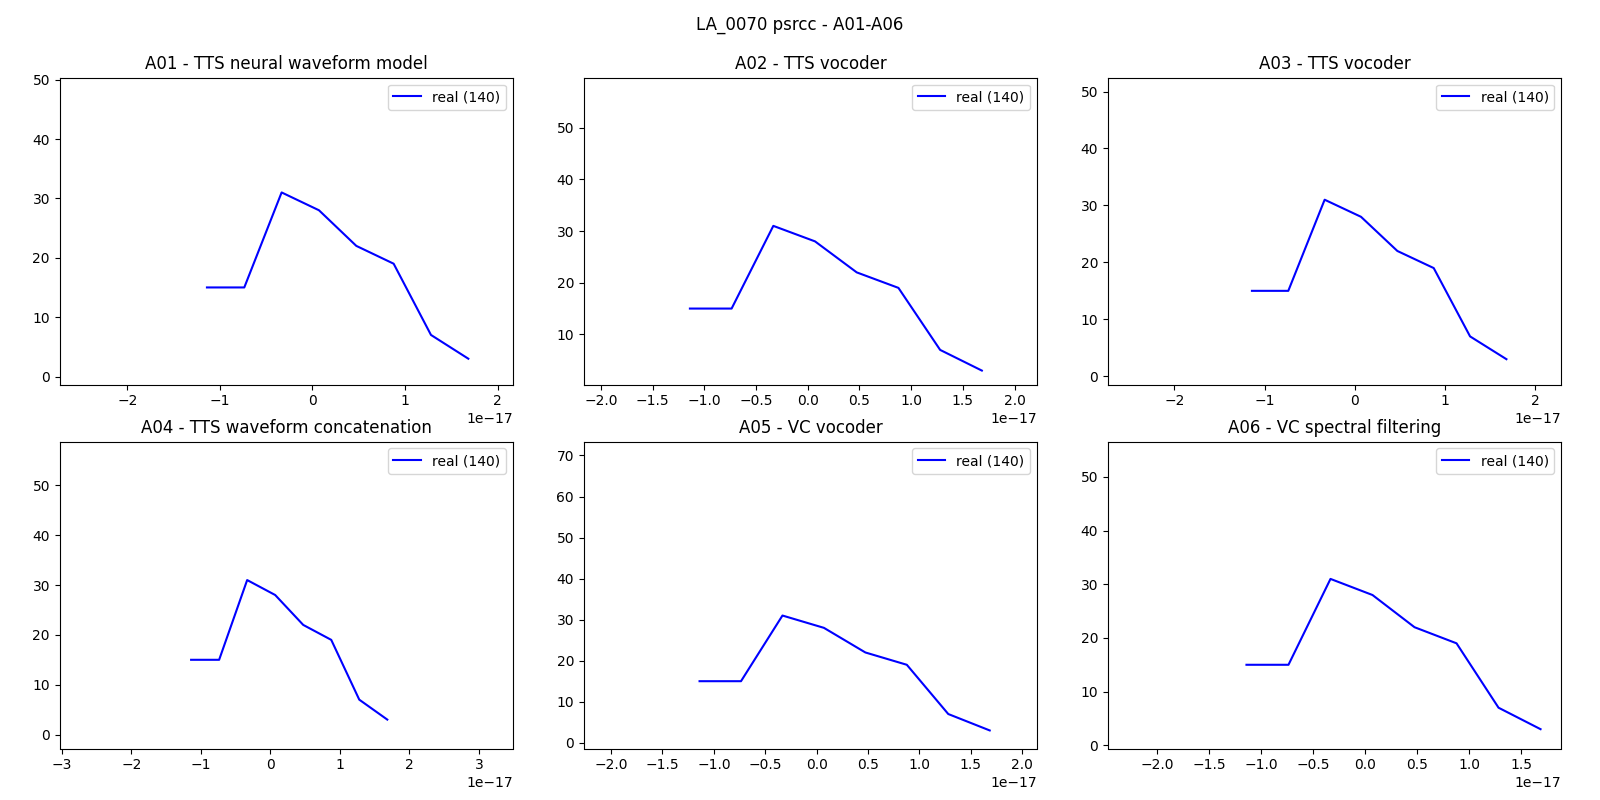 LA_0070 psrcc - A01-A06
A01 - TTS neural waveform model
real (140)
50
40
30
20
10
0
−2 −1 0 1 2
1e−17
A02 - TTS vocoder
real (140)
50
40
30
20
10
−2.0 −1.5 −1.0 −0.5 0.0 0.5 1.0 1.5 2.0
1e−17
A03 - TTS vocoder
real (140)
50
40
30
20
10
0
−2 −1 0 1 2
1e−17
A04 - TTS waveform concatenation
real (140)
50
40
30
20
10
0
−3 −2 −1 0 1 2 3
1e−17
A05 - VC vocoder
real (140)
70
60
50
40
30
20
10
0
−2.0 −1.5 −1.0 −0.5 0.0 0.5 1.0 1.5 2.0
1e−17
A06 - VC spectral filtering
real (140)
50
40
30
20
10
0
−2.0 −1.5 −1.0 −0.5 0.0 0.5 1.0 1.5
1e−17